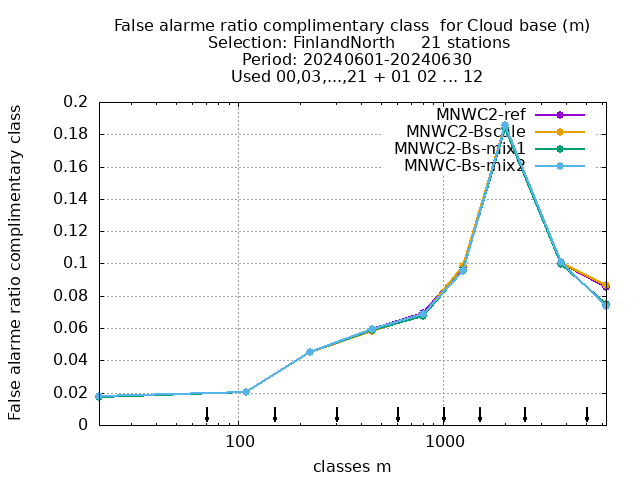 False alarme ratio complimentary class  for Cloud base (m)
Selection: FinlandNorth     21 stations
Period: 20240601-20240630
Used 00,03,...,21 + 01 02 ... 12
False alarme ratio complimentary class
0.2
0.18
0.16
0.14
0.12
0.1
0.08
0.06
0.04
0.02
0
MNWC2-ref
MNWC2-Bscale
MNWC2-Bs-mix1
MNWC-Bs-mix2
100
1000
classes m